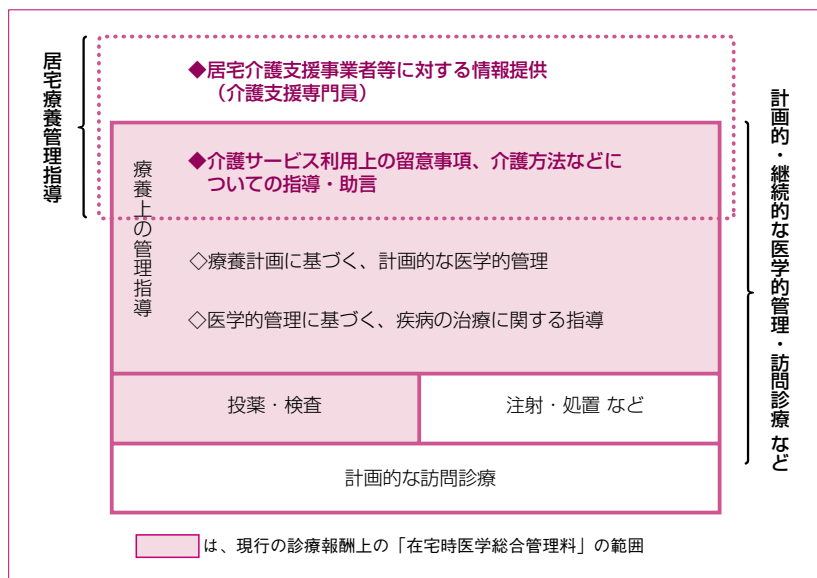 居宅療養管理指導
◆居宅介護支援事業者等に対する情報提供
（介護支援専門員）
療養上の管理指導
◆介護サービス利用上の留意事項、介護方法などに
ついての指導・助言
◇療養計画に基づく、計画的な医学的管理
◇医学的管理に基づく、疾病の治療に関する指導
投薬・検査
注射・処置 など
計画的な訪問診療
計画的・継続的な医学的管理・訪問診療 など
は、現行の診療報酬上の「在宅時医学総合管理料」の範囲